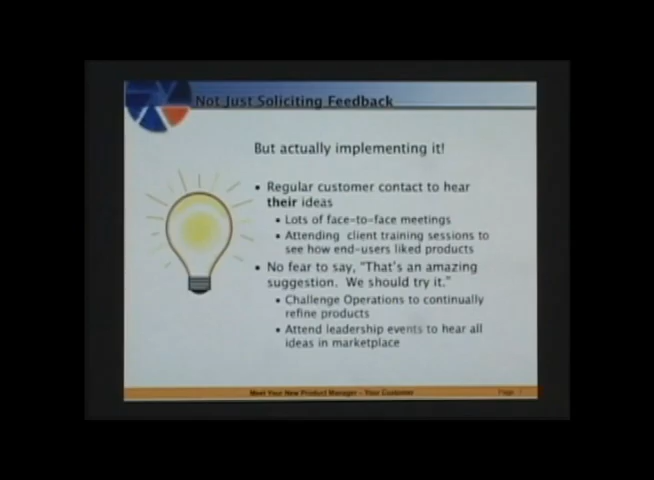 Not Just Soliciting Feedback
But actually implementing it!
• Regular customer contact to hear
their ideas
• Lots of face-to-face meetings
• Attending client training sessions to
see how end-users liked products
• No fear to say, "That's an amazing
suggestion. We should try it."
• Challenge Operations to continually
refine products
• Attend leadership events to hear all
ideas in marketplace
Meet Your New Product Manager - Your Customer
Page